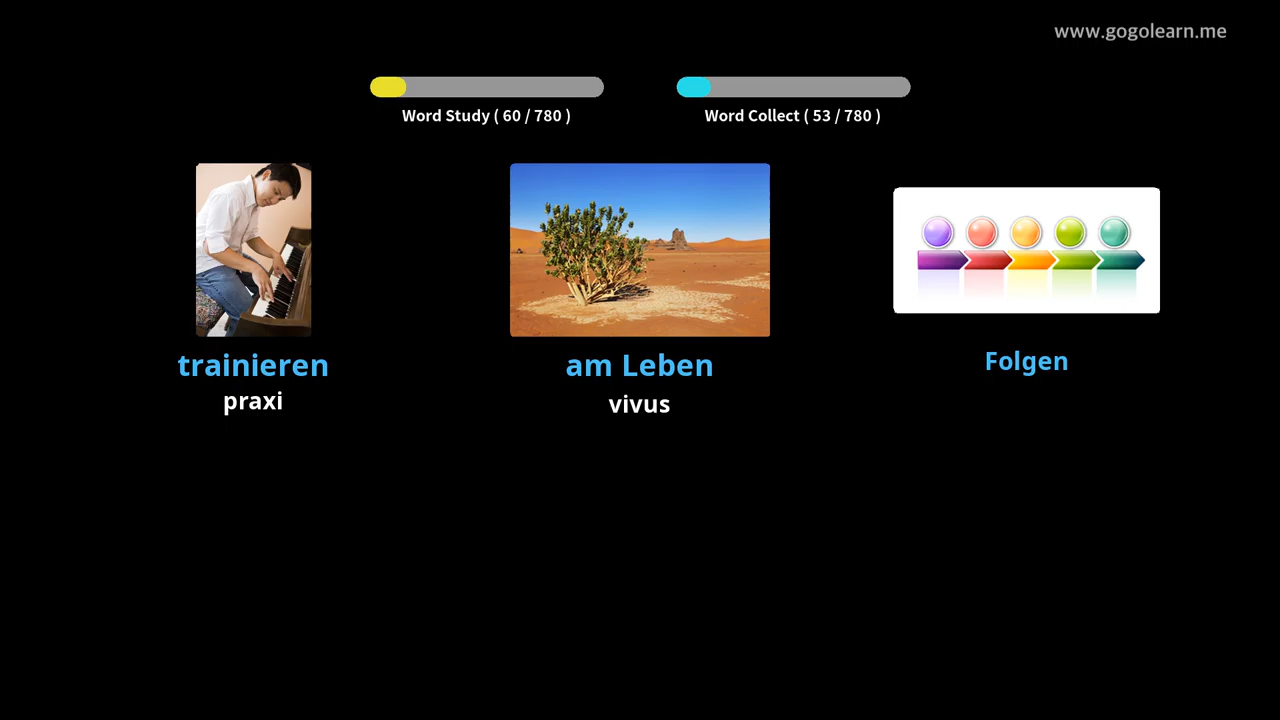 www.gogolearn.me
Word Study ( 60 / 780 )
Word Collect ( 53 / 780 )
trainieren
praxi
am Leben
vivus
Folgen